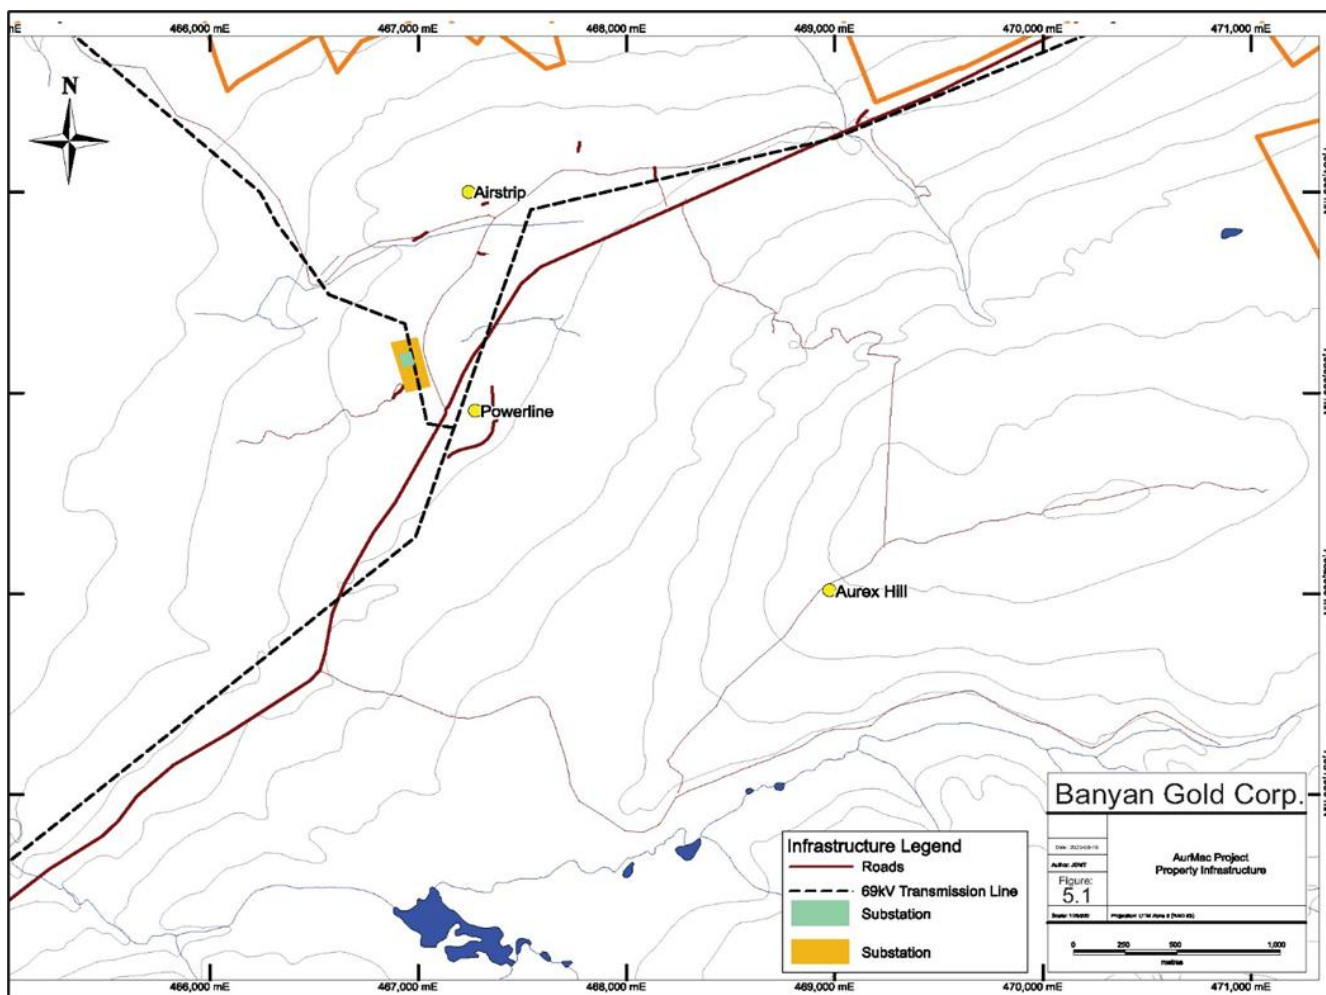 466,000 mE 467,000 mE 468,000 mE 469,000 mE 470,000 mE 471,000 mE
N
Airstrip
Powerline
Aurex Hill
Banyan Gold Corp.
AurMac Project
Property Infrastructure
Figure:
5.1
0 250 500 1,000
metres
Infrastructure Legend
Roads
69kV Transmission Line
Substation
Substation
466,000 mE 467,000 mE 468,000 mE 469,000 mE 470,000 mE 471,000 mE